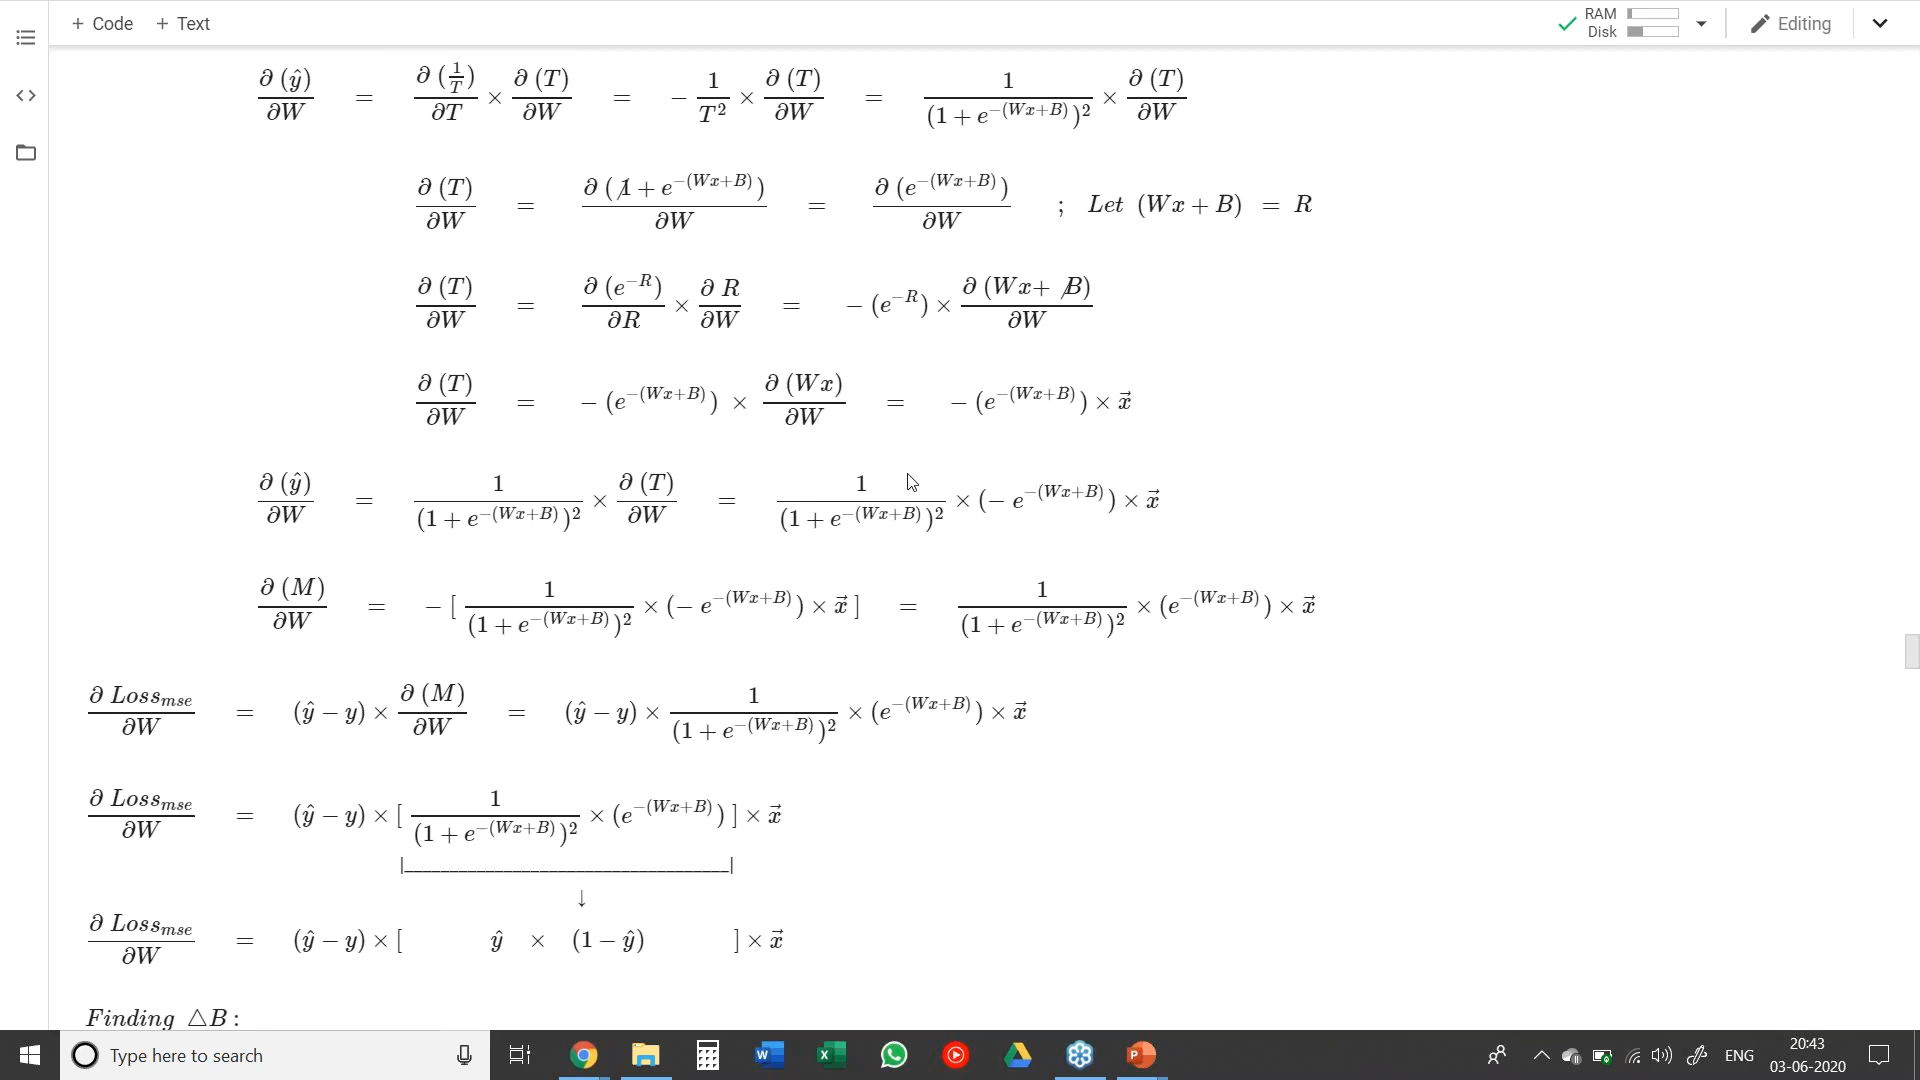 + Code + Text RAM Disk Editing
∂(ŷ)/∂W = ∂(1/T)/∂T × ∂(T)/∂W = − 1/T² × ∂(T)/∂W = 1/(1 + e^−(Wx+B))² × ∂(T)/∂W
∂(T)/∂W = ∂(1 + e^−(Wx+B))/∂W = ∂(e^−(Wx+B))/∂W ; Let (Wx + B) = R
∂(T)/∂W = ∂(e^−R)/∂R × ∂ R/∂W = − (e^−R) × ∂(Wx+ B)/∂W
∂(T)/∂W = − (e^−(Wx+B)) × ∂(Wx)/∂W = − (e^−(Wx+B)) × x⃗
∂(ŷ)/∂W = 1/(1 + e^−(Wx+B))² × ∂(T)/∂W = 1/(1 + e^−(Wx+B))² × (− e^−(Wx+B)) × x⃗
∂(M)/∂W = − [ 1/(1 + e^−(Wx+B))² × (− e^−(Wx+B)) × x⃗ ] = 1/(1 + e^−(Wx+B))² × (e^−(Wx+B)) × x⃗
∂ Loss_mse/∂W = (ŷ − y) × ∂(M)/∂W = (ŷ − y) × 1/(1 + e^−(Wx+B))² × (e^−(Wx+B)) × x⃗
∂ Loss_mse/∂W = (ŷ − y) × [ 1/(1 + e^−(Wx+B))² × (e^−(Wx+B)) ] × x⃗
|___________________________________|
↓
∂ Loss_mse/∂W = (ŷ − y) × [ ŷ × (1 − ŷ) ] × x⃗
Finding △B :
Type here to search ENG 20:43
03-06-2020